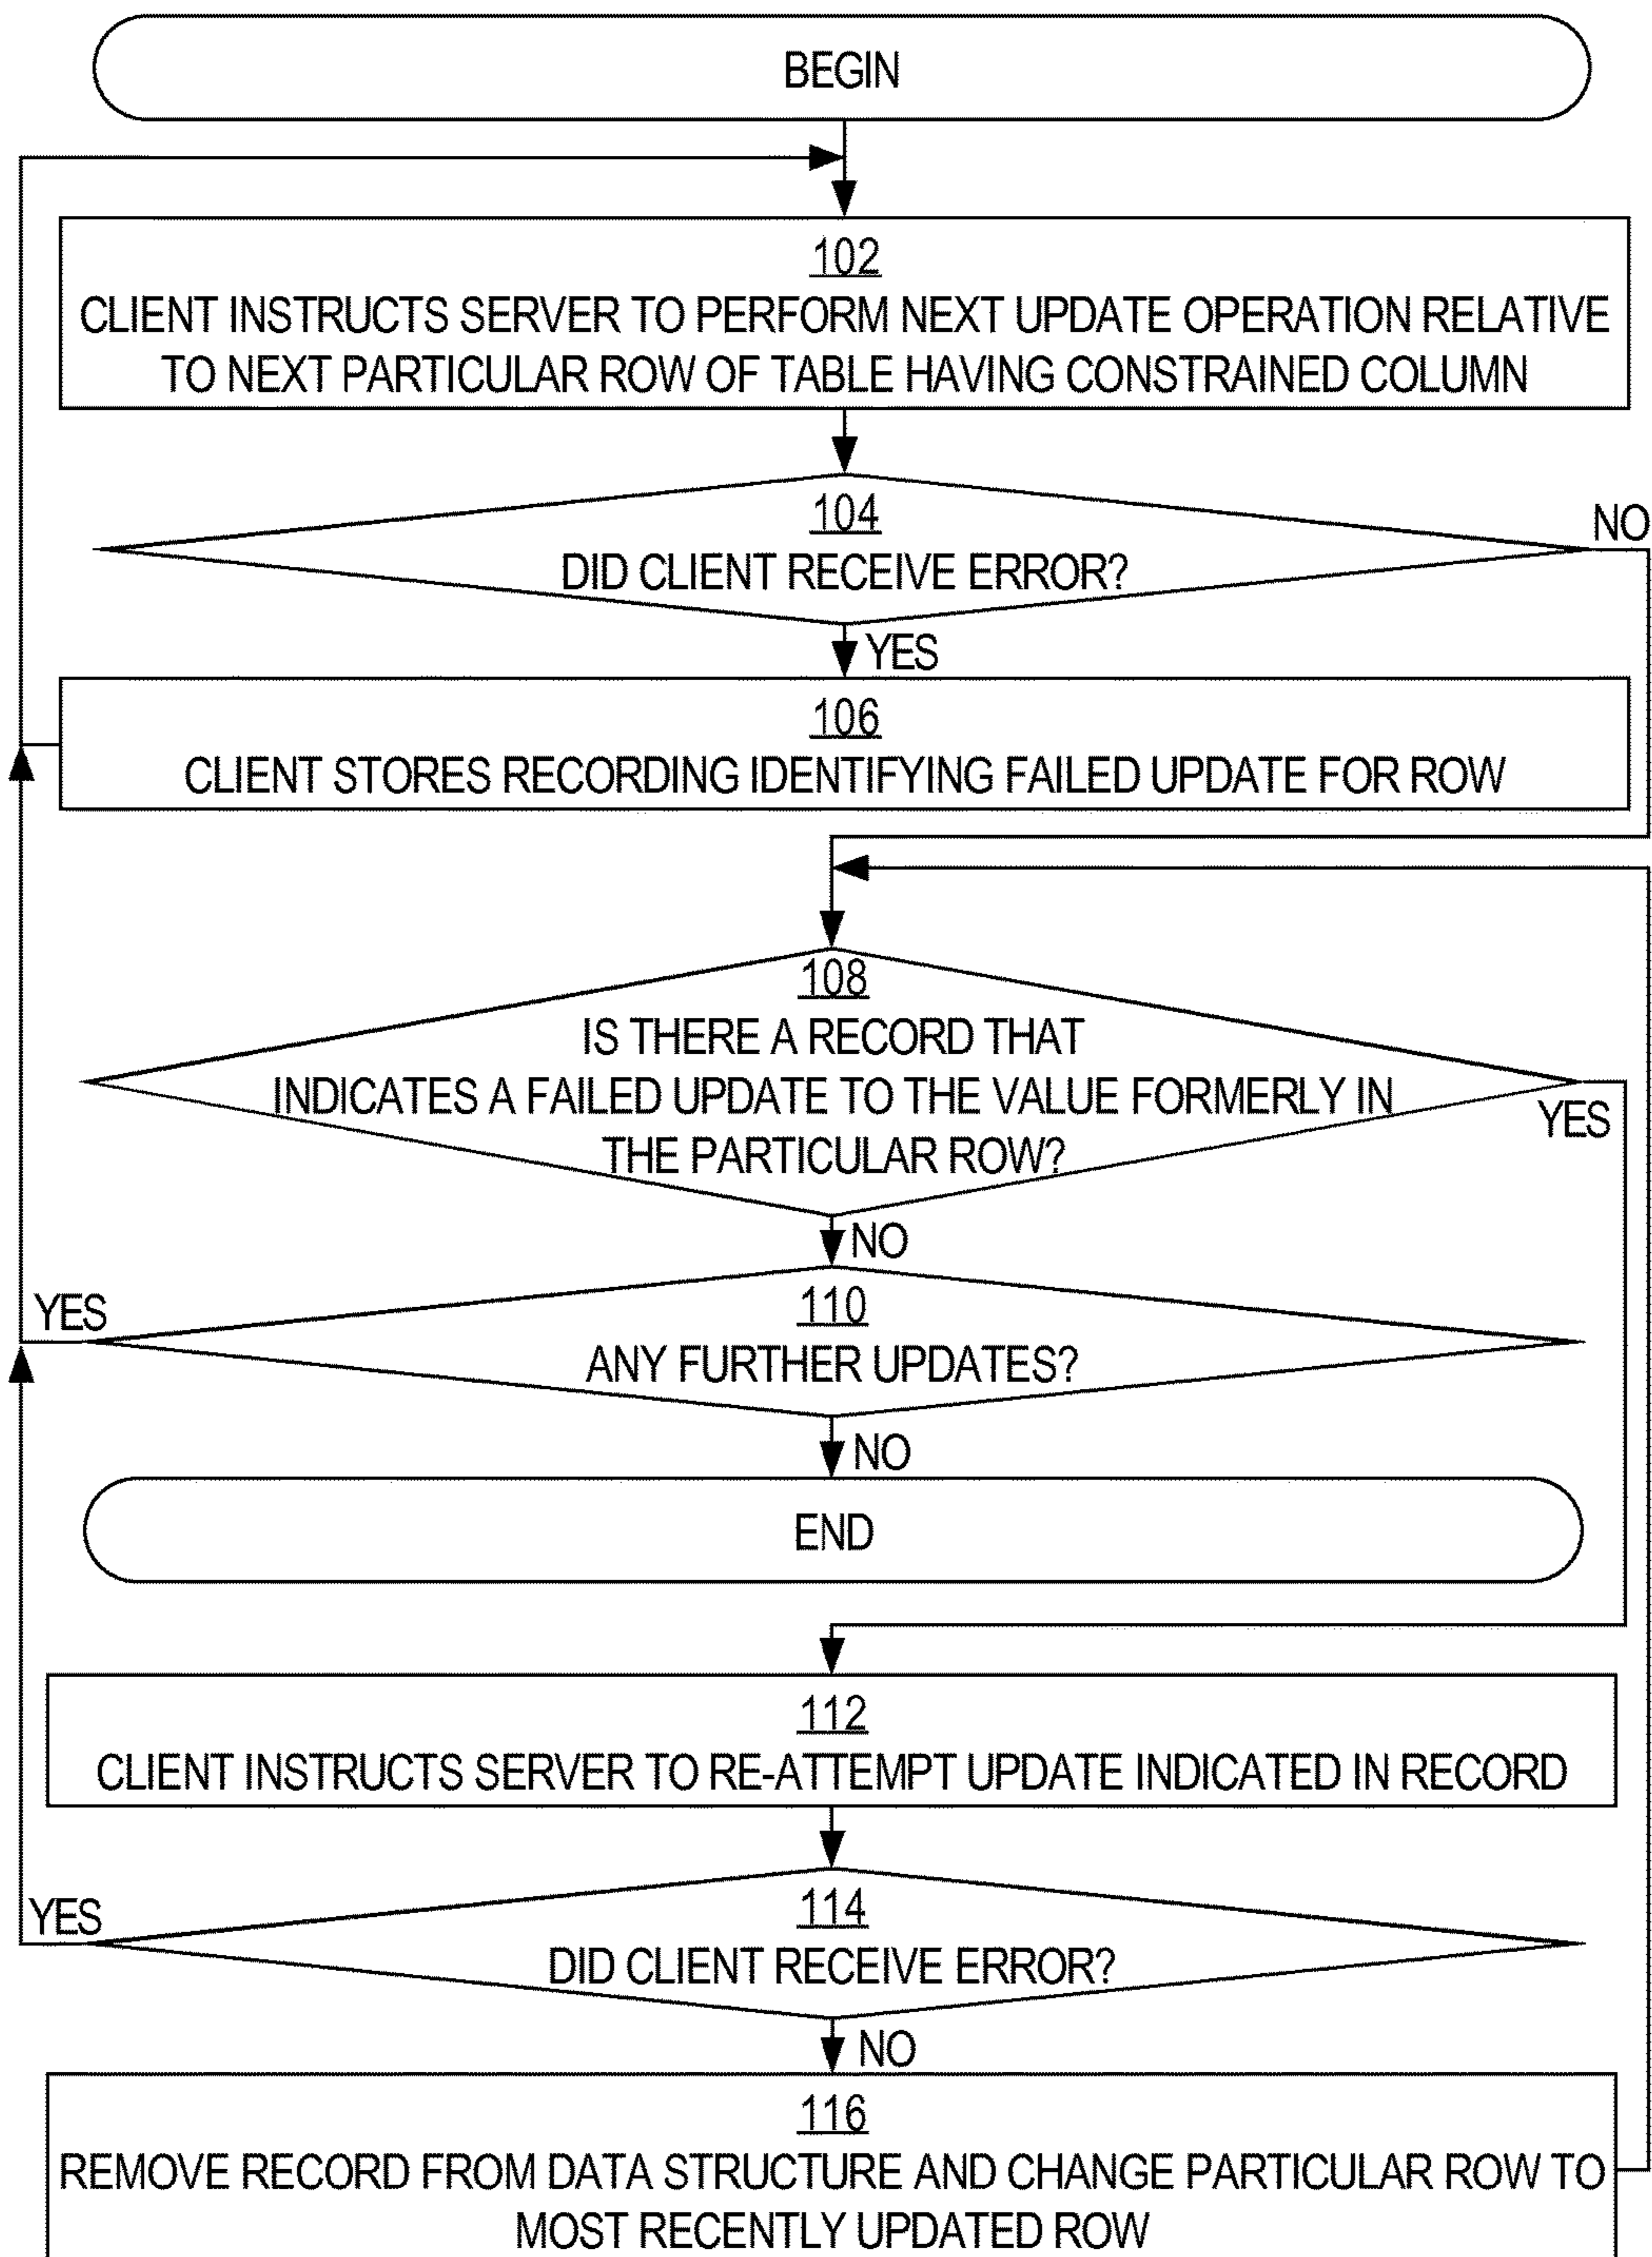 BEGIN
102
CLIENT INSTRUCTS SERVER TO PERFORM NEXT UPDATE OPERATION RELATIVE
TO NEXT PARTICULAR ROW OF TABLE HAVING CONSTRAINED COLUMN
104
DID CLIENT RECEIVE ERROR?
NO
YES
106
CLIENT STORES RECORDING IDENTIFYING FAILED UPDATE FOR ROW
108
IS THERE A RECORD THAT
INDICATES A FAILED UPDATE TO THE VALUE FORMERLY IN
THE PARTICULAR ROW?
YES
NO
110
ANY FURTHER UPDATES?
YES
NO
END
112
CLIENT INSTRUCTS SERVER TO RE-ATTEMPT UPDATE INDICATED IN RECORD
114
DID CLIENT RECEIVE ERROR?
YES
NO
116
REMOVE RECORD FROM DATA STRUCTURE AND CHANGE PARTICULAR ROW TO
MOST RECENTLY UPDATED ROW